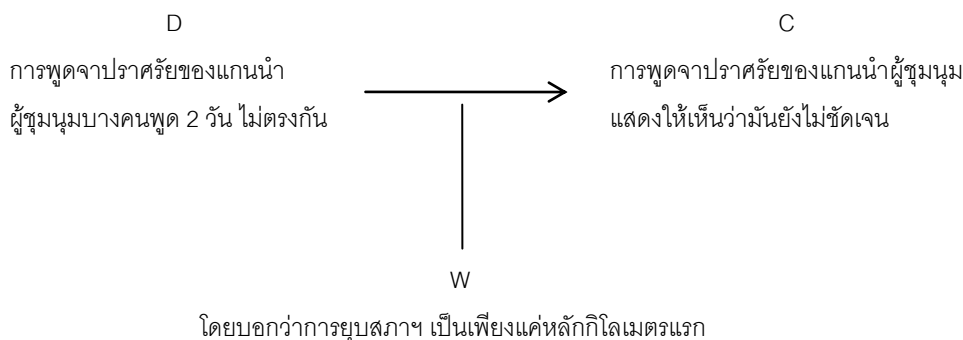 D
การพูดจาปราศรัยของแกนนำ
ผู้ชุมนุมบางคนพูด 2 วัน ไม่ตรงกัน
C
การพูดจาปราศรัยของแกนนำผู้ชุมนุม
แสดงให้เห็นว่ามันยังไม่ชัดเจน
W
โดยบอกว่าการยุบสภาฯ เป็นเพียงแค่หลักกิโลเมตรแรก